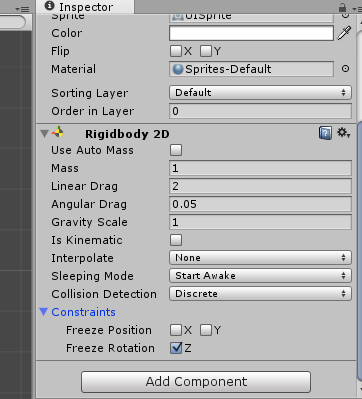 Inspector
Sprite UISprite
Color
Flip X Y
Material Sprites-Default
Sorting Layer Default
Order in Layer 0
Rigidbody 2D
Use Auto Mass
Mass 1
Linear Drag 2
Angular Drag 0.05
Gravity Scale 1
Is Kinematic
Interpolate None
Sleeping Mode Start Awake
Collision Detection Discrete
Constraints
Freeze Position X Y
Freeze Rotation Z
Add Component